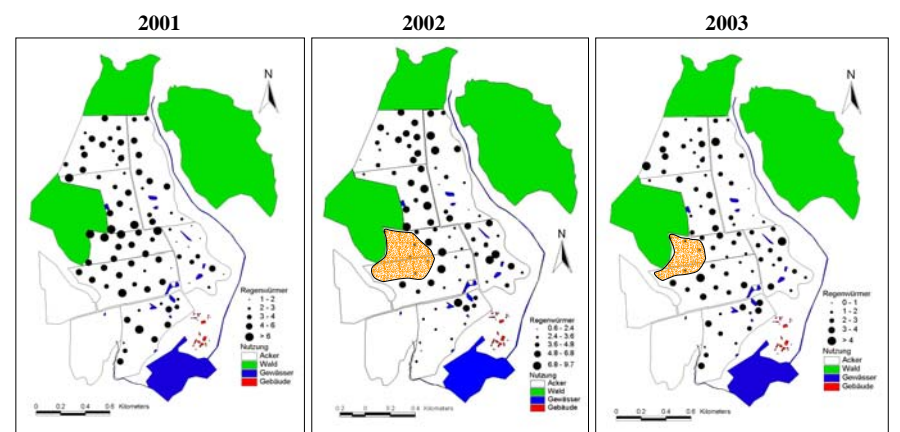 2001
2002
2003
N
Regenwürmer
1 - 2
2 - 3
3 - 4
4 - 6
> 6
Nutzung
Acker
Wald
Gewässer
Gebäude
0 0.2 0.4 0.6 Kilometers
N
Regenwürmer
0.6 - 2.4
2.4 - 3.6
3.6 - 4.8
4.8 - 6.8
6.8 - 9.7
Nutzung
Acker
Wald
Gewässer
Gebäude
0.2 0 0.2 0.4 Kilometers
N
Regenwürmer
0 - 1
1 - 2
2 - 3
3 - 4
> 4
Nutzung
Acker
Wald
Gewässer
Gebäude
0 0.2 0.4 0.6 Kilometers